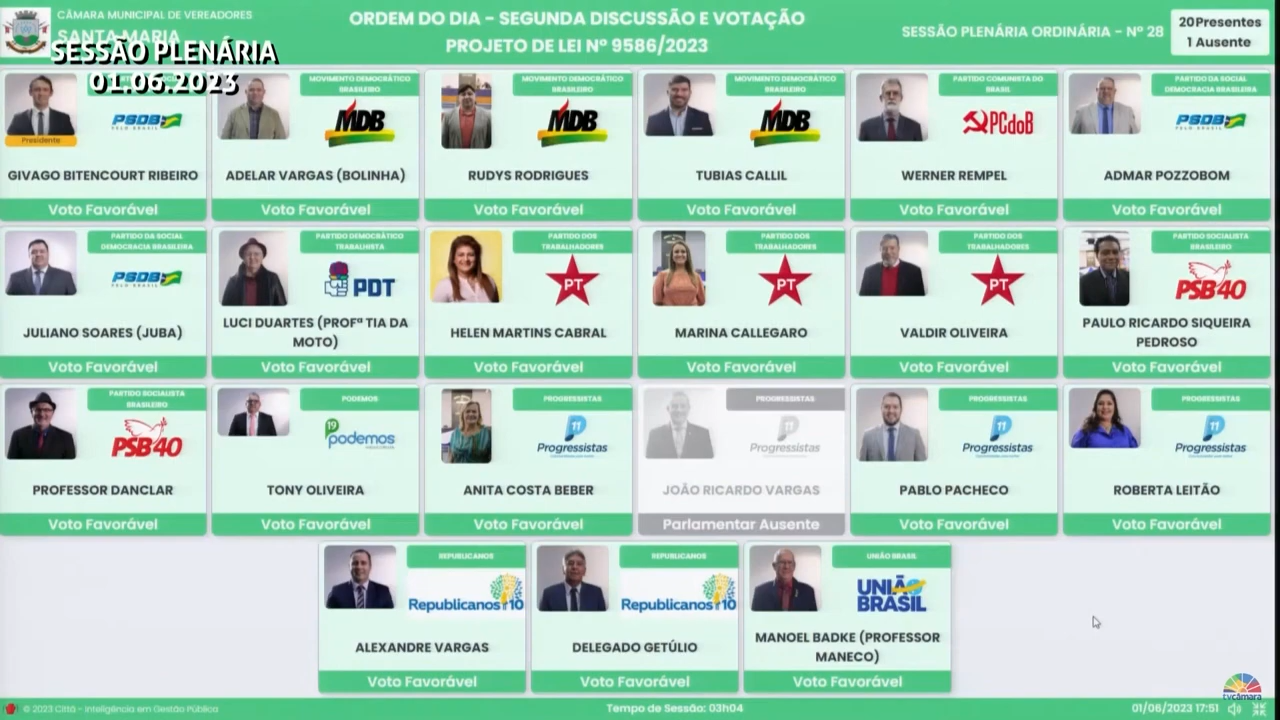 CÂMARA MUNICIPAL DE VEREADORES
SANTA MARIA
SESSÃO PLENÁRIA
01.06.2023
ORDEM DO DIA - SEGUNDA DISCUSSÃO E VOTAÇÃO
PROJETO DE LEI Nº 9586/2023
SESSÃO PLENÁRIA ORDINÁRIA - Nº 28
20Presentes
1 Ausente
PSDB
Presidente
GIVAGO BITENCOURT RIBEIRO
Voto Favorável
MOVIMENTO DEMOCRÁTICO
BRASILEIRO
MDB
ADELAR VARGAS (BOLINHA)
Voto Favorável
MOVIMENTO DEMOCRÁTICO
BRASILEIRO
MDB
RUDYS RODRIGUES
Voto Favorável
MOVIMENTO DEMOCRÁTICO
BRASILEIRO
MDB
TUBIAS CALLIL
Voto Favorável
PARTIDO COMUNISTA DO
BRASIL
PCdoB
WERNER REMPEL
Voto Favorável
PARTIDO DA SOCIAL
DEMOCRACIA BRASILEIRA
PSDB
ADMAR POZZOBOM
Voto Favorável
PARTIDO DA SOCIAL
DEMOCRACIA BRASILEIRA
PSDB
JULIANO SOARES (JUBA)
Voto Favorável
PARTIDO DEMOCRÁTICO
TRABALHISTA
PDT
LUCI DUARTES (PROFª TIA DA
MOTO)
Voto Favorável
PARTIDO DOS
TRABALHADORES
PT
HELEN MARTINS CABRAL
Voto Favorável
PARTIDO DOS
TRABALHADORES
PT
MARINA CALLEGARO
Voto Favorável
PARTIDO DOS
TRABALHADORES
PT
VALDIR OLIVEIRA
Voto Favorável
PARTIDO SOCIALISTA
BRASILEIRO
PSB40
PAULO RICARDO SIQUEIRA
PEDROSO
Voto Favorável
PARTIDO SOCIALISTA
BRASILEIRO
PSB40
PROFESSOR DANCLAR
Voto Favorável
PODEMOS
19
podemos
TONY OLIVEIRA
Voto Favorável
PROGRESSISTAS
11
Progressistas
ANITA COSTA BEBER
Voto Favorável
PROGRESSISTAS
11
Progressistas
JOÃO RICARDO VARGAS
Parlamentar Ausente
PROGRESSISTAS
11
Progressistas
PABLO PACHECO
Voto Favorável
PROGRESSISTAS
11
Progressistas
ROBERTA LEITÃO
Voto Favorável
REPUBLICANOS
Republicanos 10
ALEXANDRE VARGAS
Voto Favorável
REPUBLICANOS
Republicanos 10
DELEGADO GETÚLIO
Voto Favorável
UNIÃO BRASIL
UNIÃO
BRASIL
MANOEL BADKE (PROFESSOR
MANECO)
Voto Favorável
tvcâmara
© 2023 Cittá - Inteligência em Gestão Pública
Tempo de Sessão: 03h04
01/06/2023 17:51